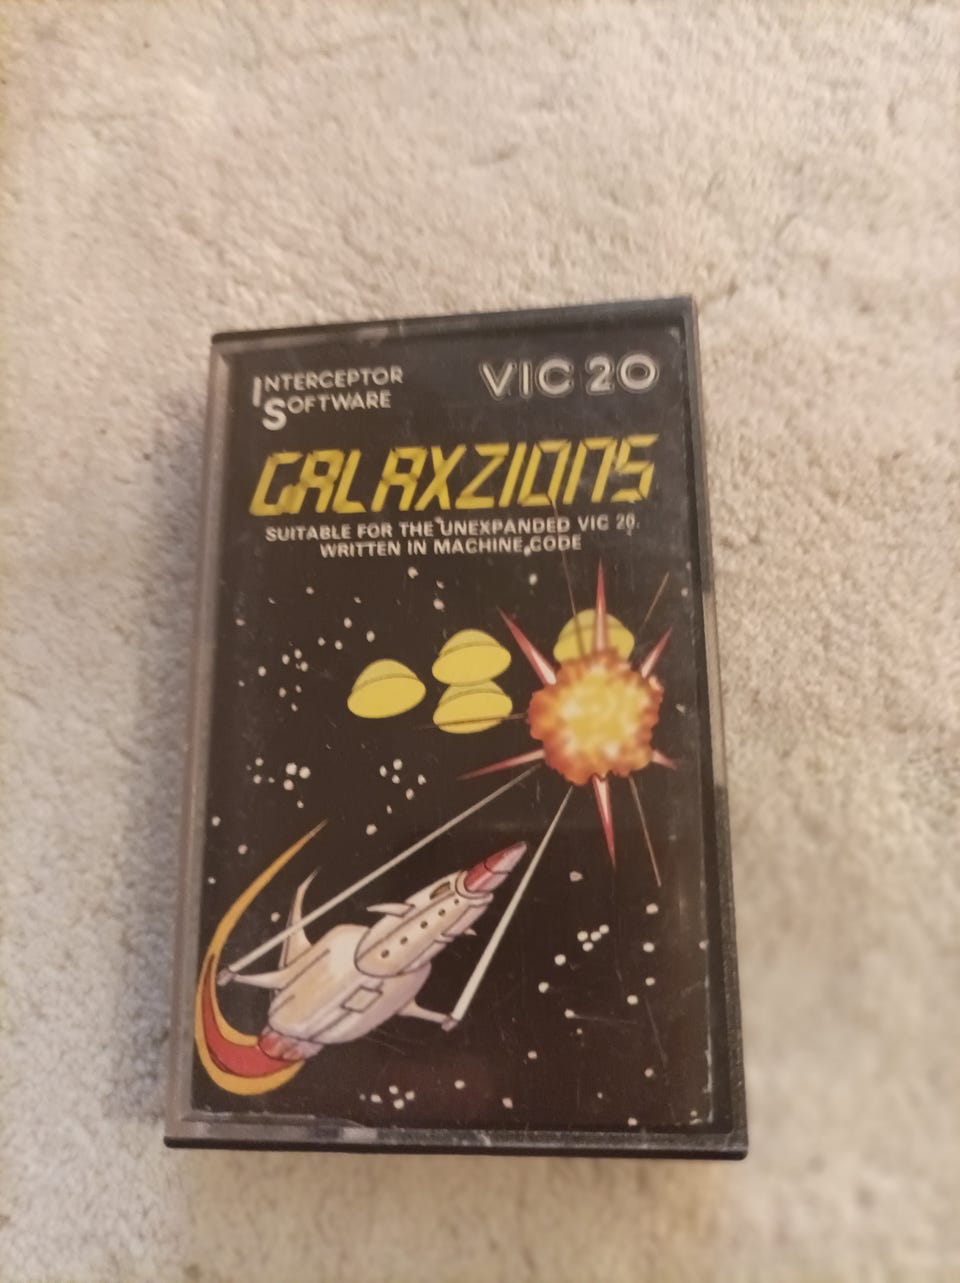 INTERCEPTOR
SOFTWARE
VIC 20
GALAXZIONS
SUITABLE FOR THE UNEXPANDED VIC 20.
WRITTEN IN MACHINE CODE